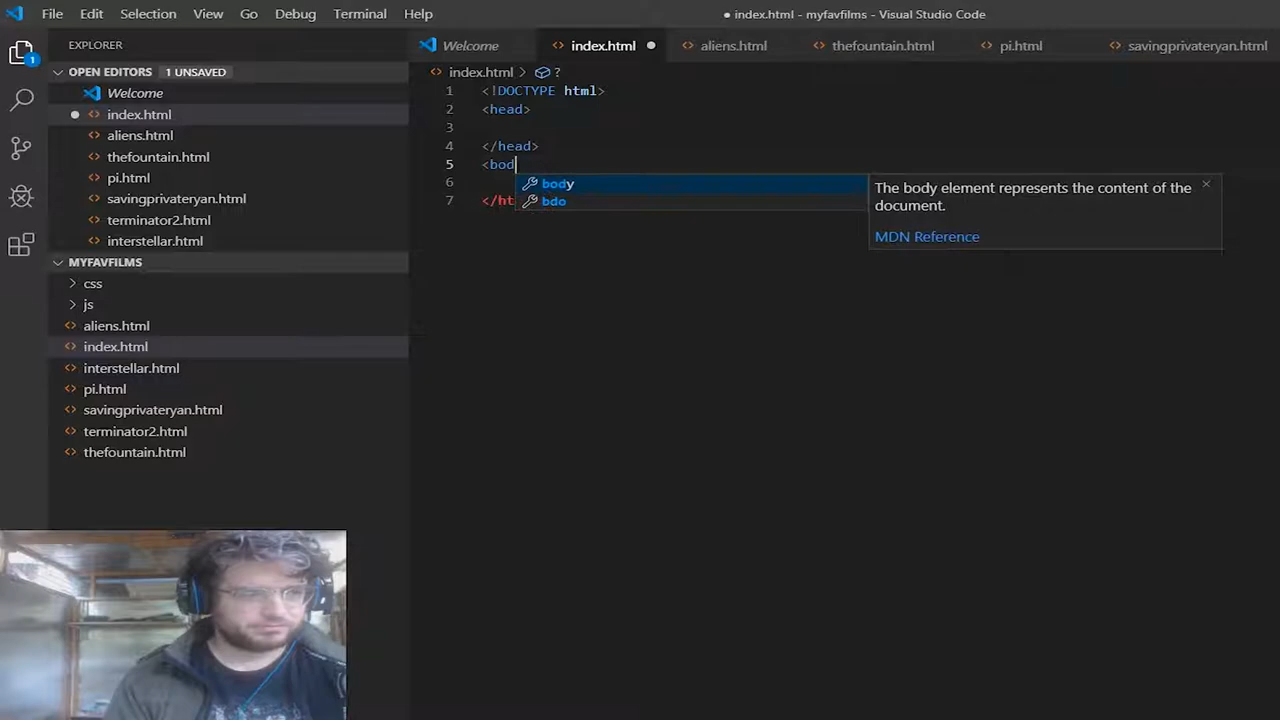 File Edit Selection View Go Debug Terminal Help
● index.html - myfavfilms - Visual Studio Code
EXPLORER
Welcome
index.html
aliens.html
thefountain.html
pi.html
savingprivateryan.html
OPEN EDITORS 1 UNSAVED
Welcome
index.html
aliens.html
thefountain.html
pi.html
savingprivateryan.html
terminator2.html
interstellar.html
MYFAVFILMS
css
js
aliens.html
index.html
interstellar.html
pi.html
savingprivateryan.html
terminator2.html
thefountain.html
1
index.html > ?
1 <!DOCTYPE html>
2 <head>
3
4 </head>
5 <bod
6
7 </ht
body
bdo
The body element represents the content of the
document.
MDN Reference